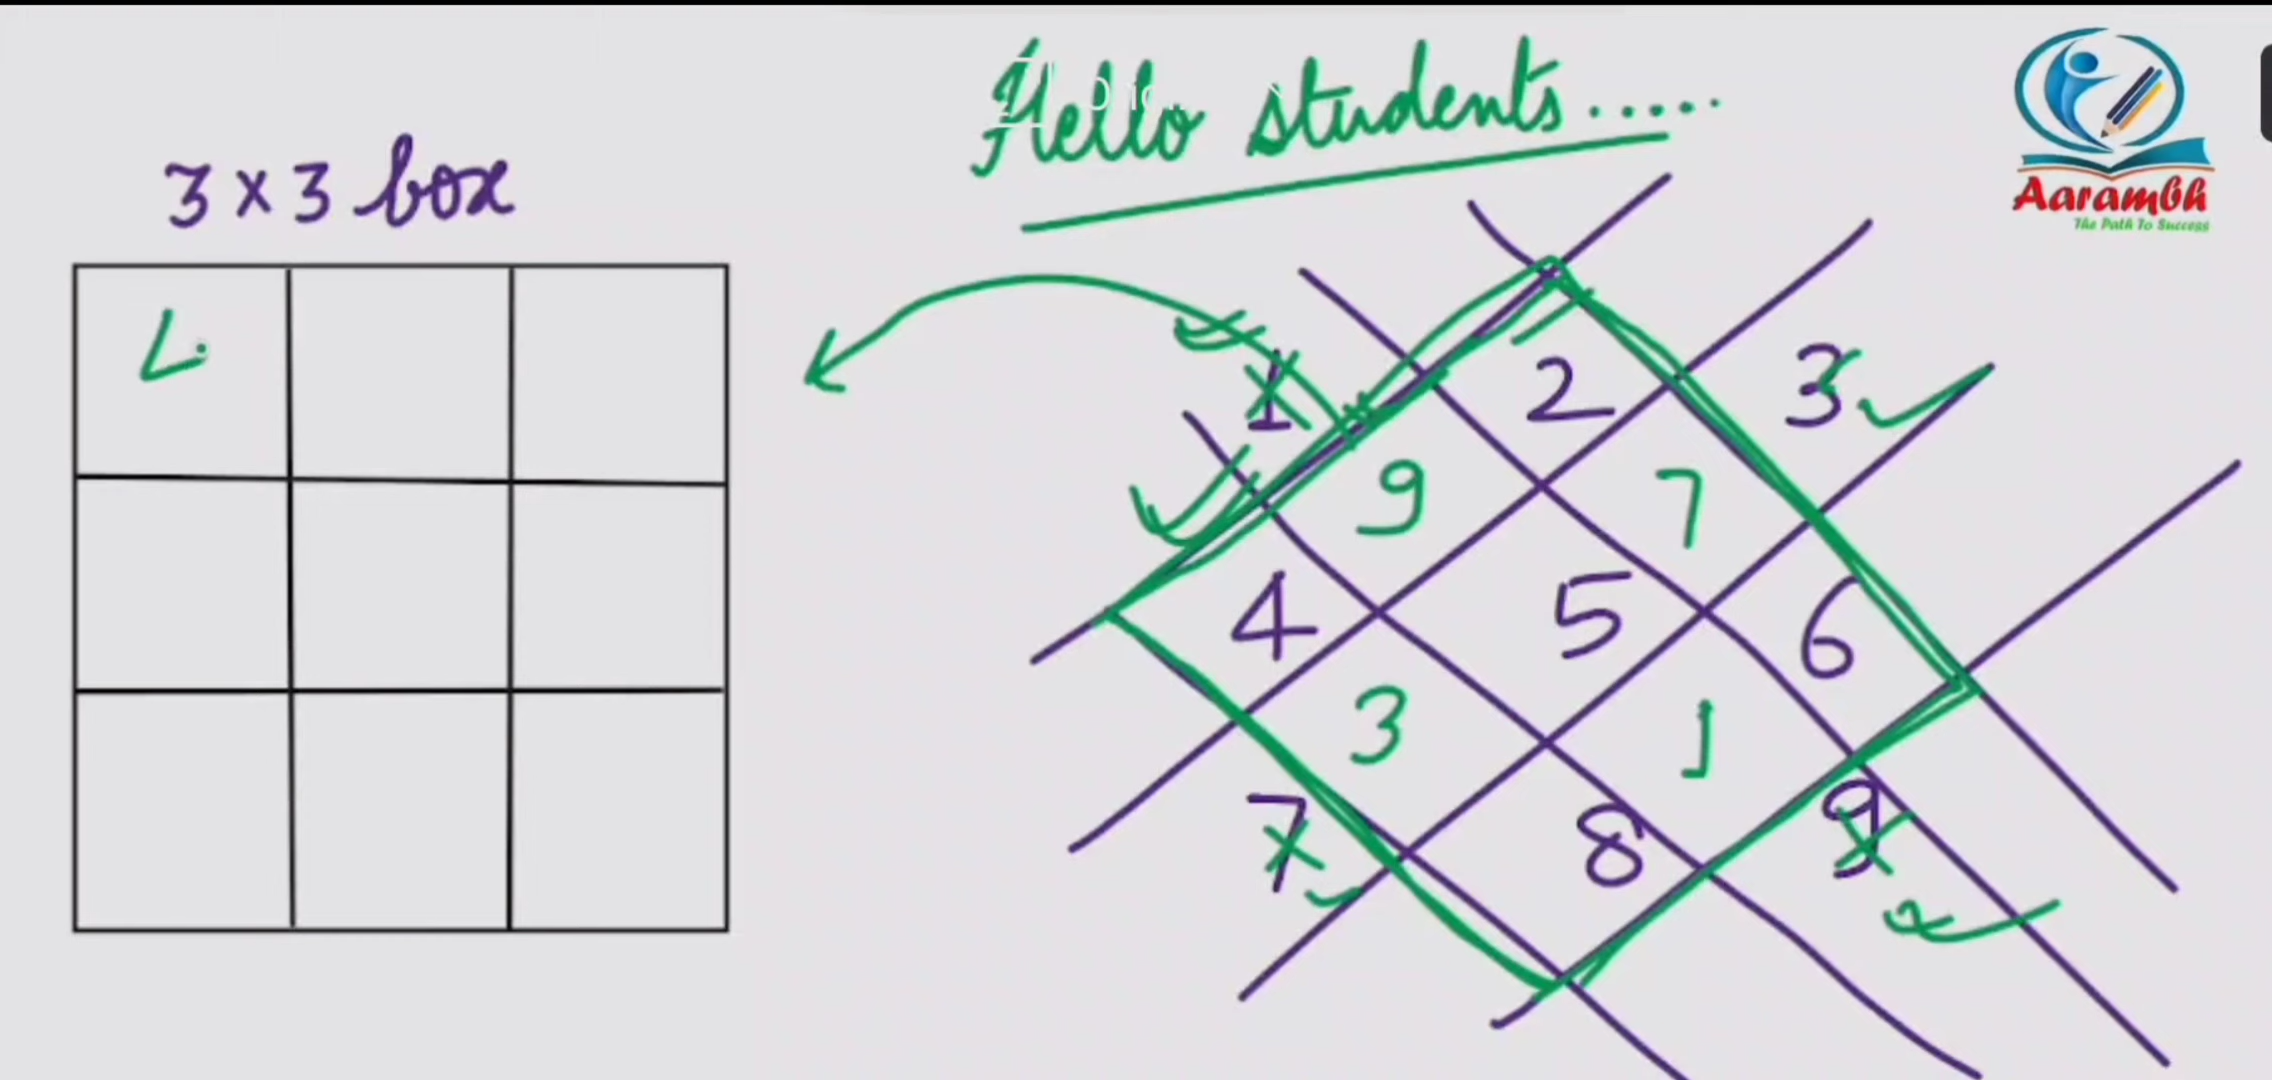 Hello students.....
Aarambh
The Path To Success
3 x 3 box
1 2 3
9 7
4 5 6
3 1
7 8 9